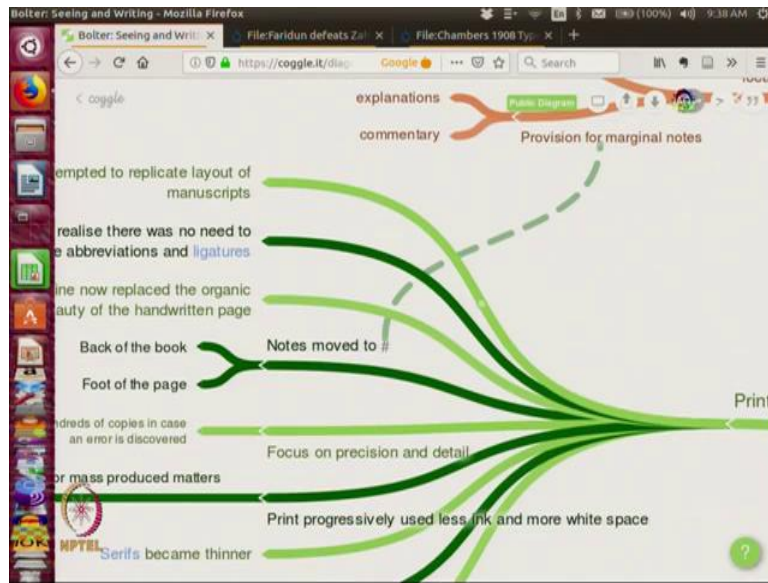 Bolter: Seeing and Writing - Mozilla Firefox
En (100%) 9:38 AM
Bolter: Seeing and Writi ×
File:Faridun defeats Zah ×
File:Chambers 1908 Typ ×
+
https://coggle.it/diag
Google
Search
< coggle
Public Diagram
explanations
commentary
Provision for marginal notes
empted to replicate layout of
manuscripts
realise there was no need to
e abbreviations and ligatures
ine now replaced the organic
auty of the handwritten page
Back of the book
Notes moved to #
Foot of the page
ndreds of copies in case
an error is discovered
Focus on precision and detail
Print
or mass produced matters
Print progressively used less ink and more white space
NPTEL
Serifs became thinner
?